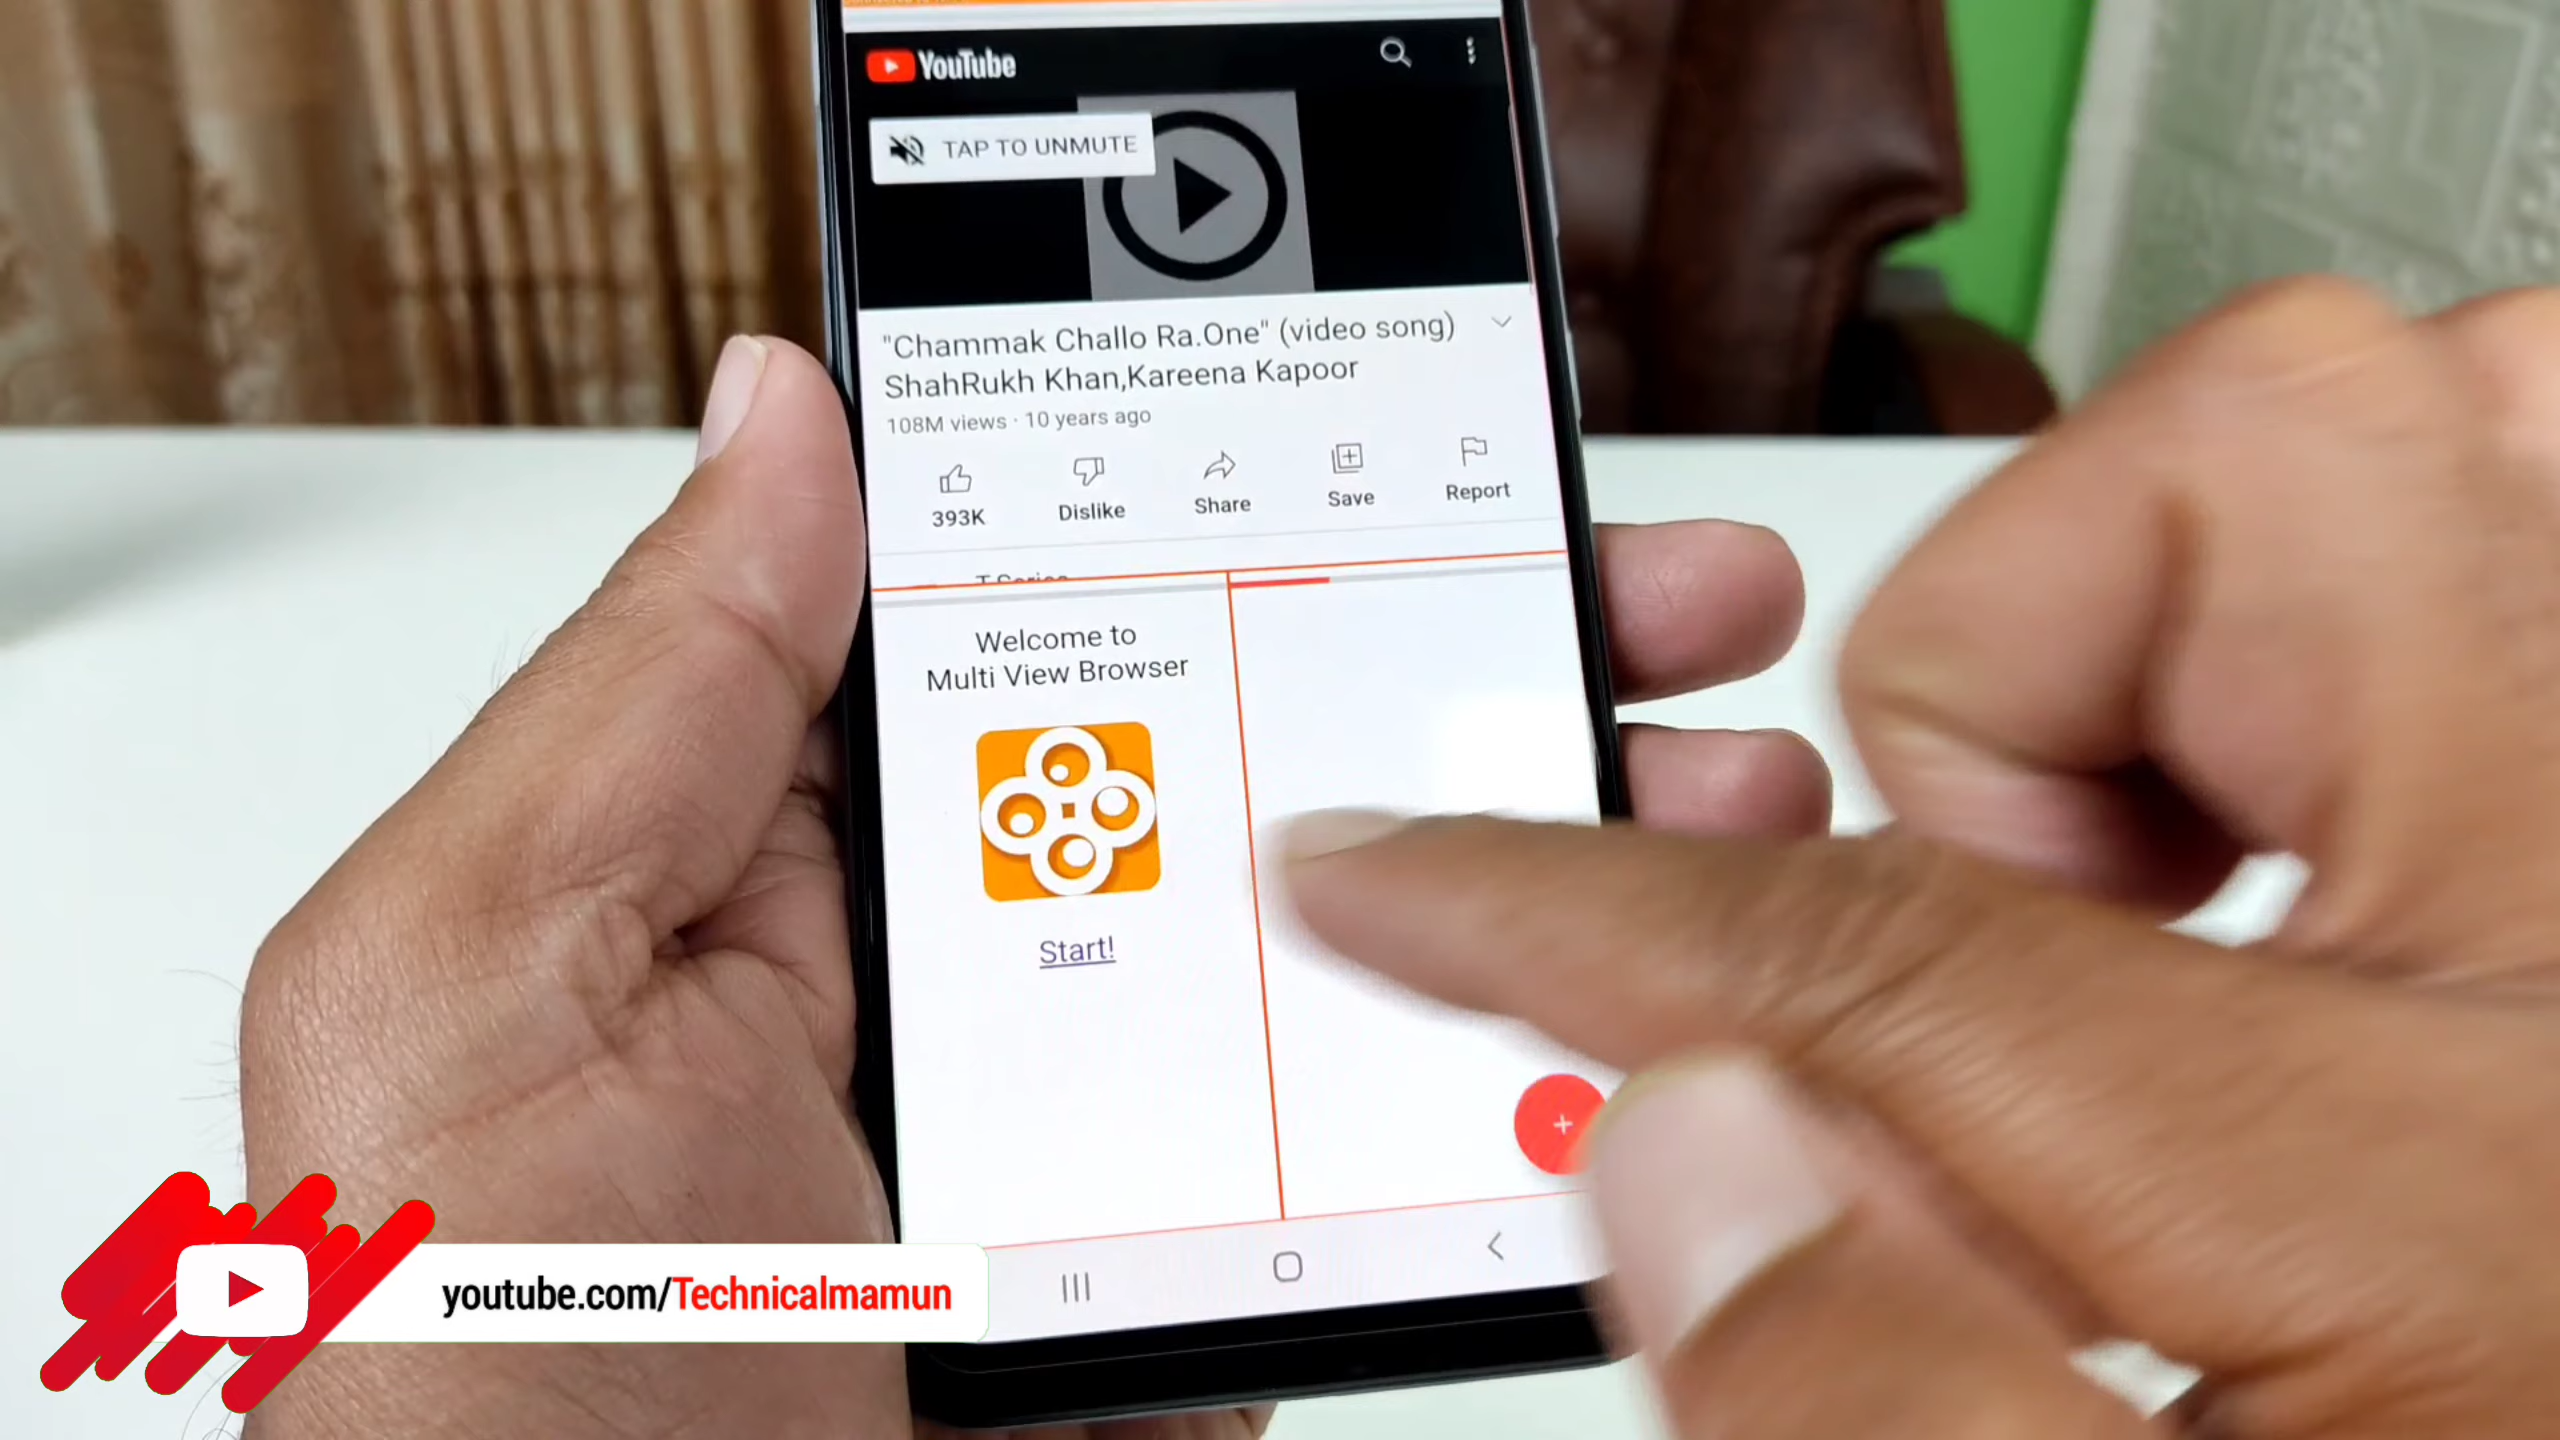 YouTube
TAP TO UNMUTE
"Chammak Challo Ra.One" (video song)
ShahRukh Khan,Kareena Kapoor
108M views · 10 years ago
393K
Dislike
Share
Save
Report
Welcome to
Multi View Browser
Start!
youtube.com/Technicalmamun